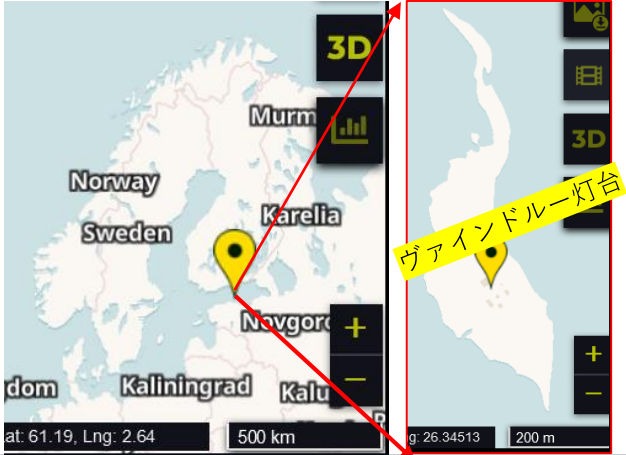 3D
Murm
Norway
Karelia
Sweden
Novgoro
+
−
dom
Kaliningrad
Kalu
at: 61.19, Lng: 2.64
500 km
3D
ヴァインドルー灯台
+
−
g: 26.34513
200 m